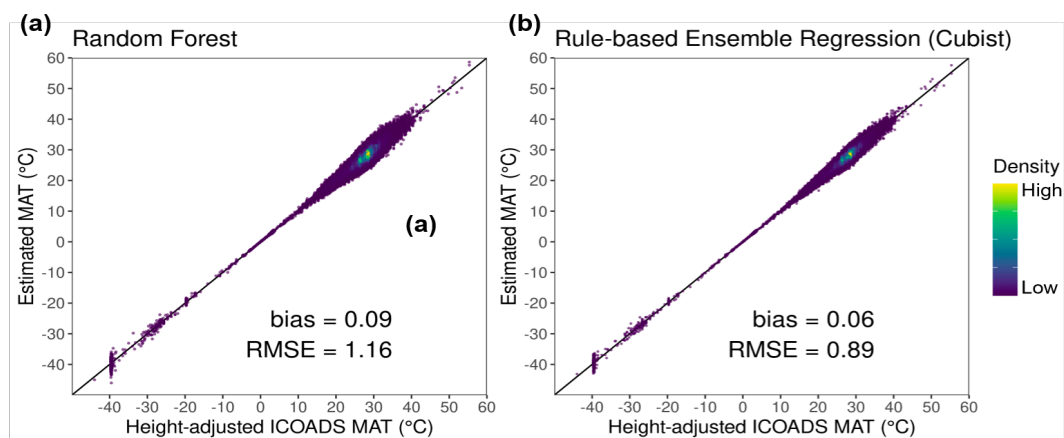 (a)
Random Forest
60
50
40
30
20
10
0
-10
-20
-30
-40
Estimated MAT (°C)
(a)
bias = 0.09
RMSE = 1.16
-40 -30 -20 -10 0 10 20 30 40 50 60
Height-adjusted ICOADS MAT (°C)
(b)
Rule-based Ensemble Regression (Cubist)
60
50
40
30
20
10
0
-10
-20
-30
-40
Estimated MAT (°C)
bias = 0.06
RMSE = 0.89
-40 -30 -20 -10 0 10 20 30 40 50 60
Height-adjusted ICOADS MAT (°C)
Density
High
Low